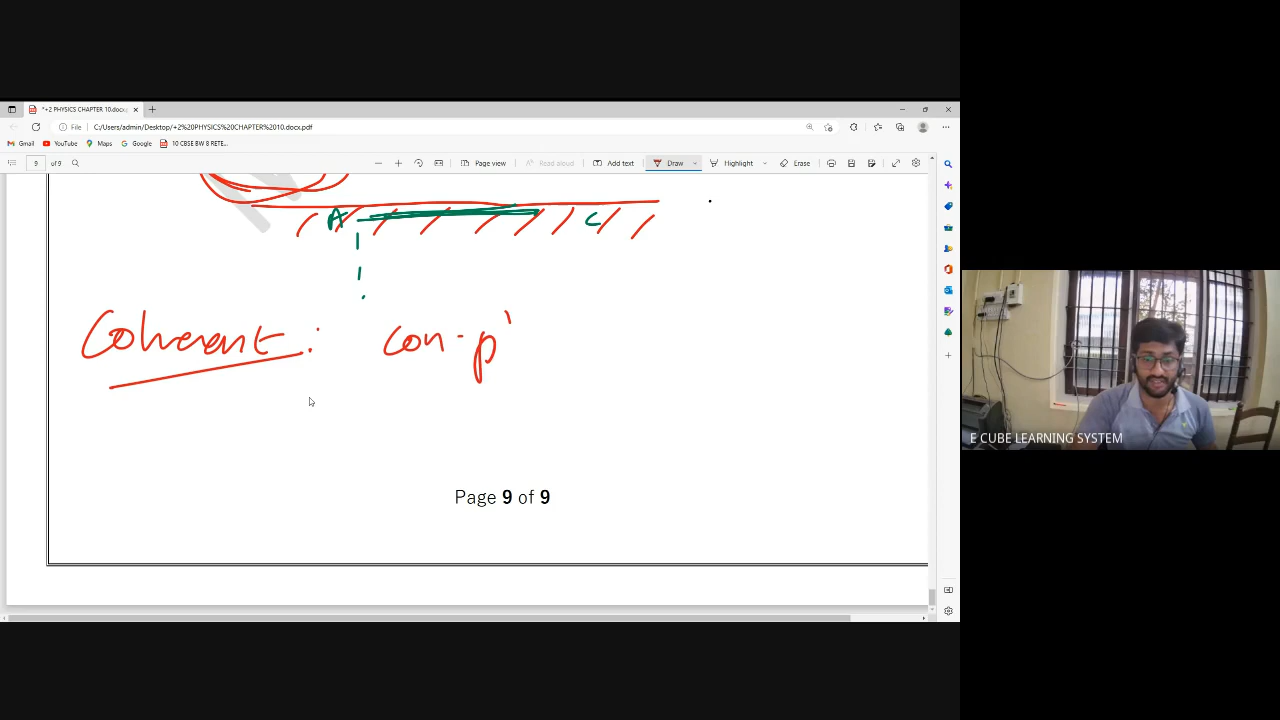 *+2 PHYSICS CHAPTER 10.docx.p
File C:/Users/admin/Desktop/+2%20PHYSICS%20CHAPTER%2010.docx.pdf
Gmail YouTube Maps Google 10 CBSE BW 8 RETE...
9 of 9 Page view Read aloud Add text Draw Highlight Erase
A C
Coherent : con - p'
Page 9 of 9
E CUBE LEARNING SYSTEM